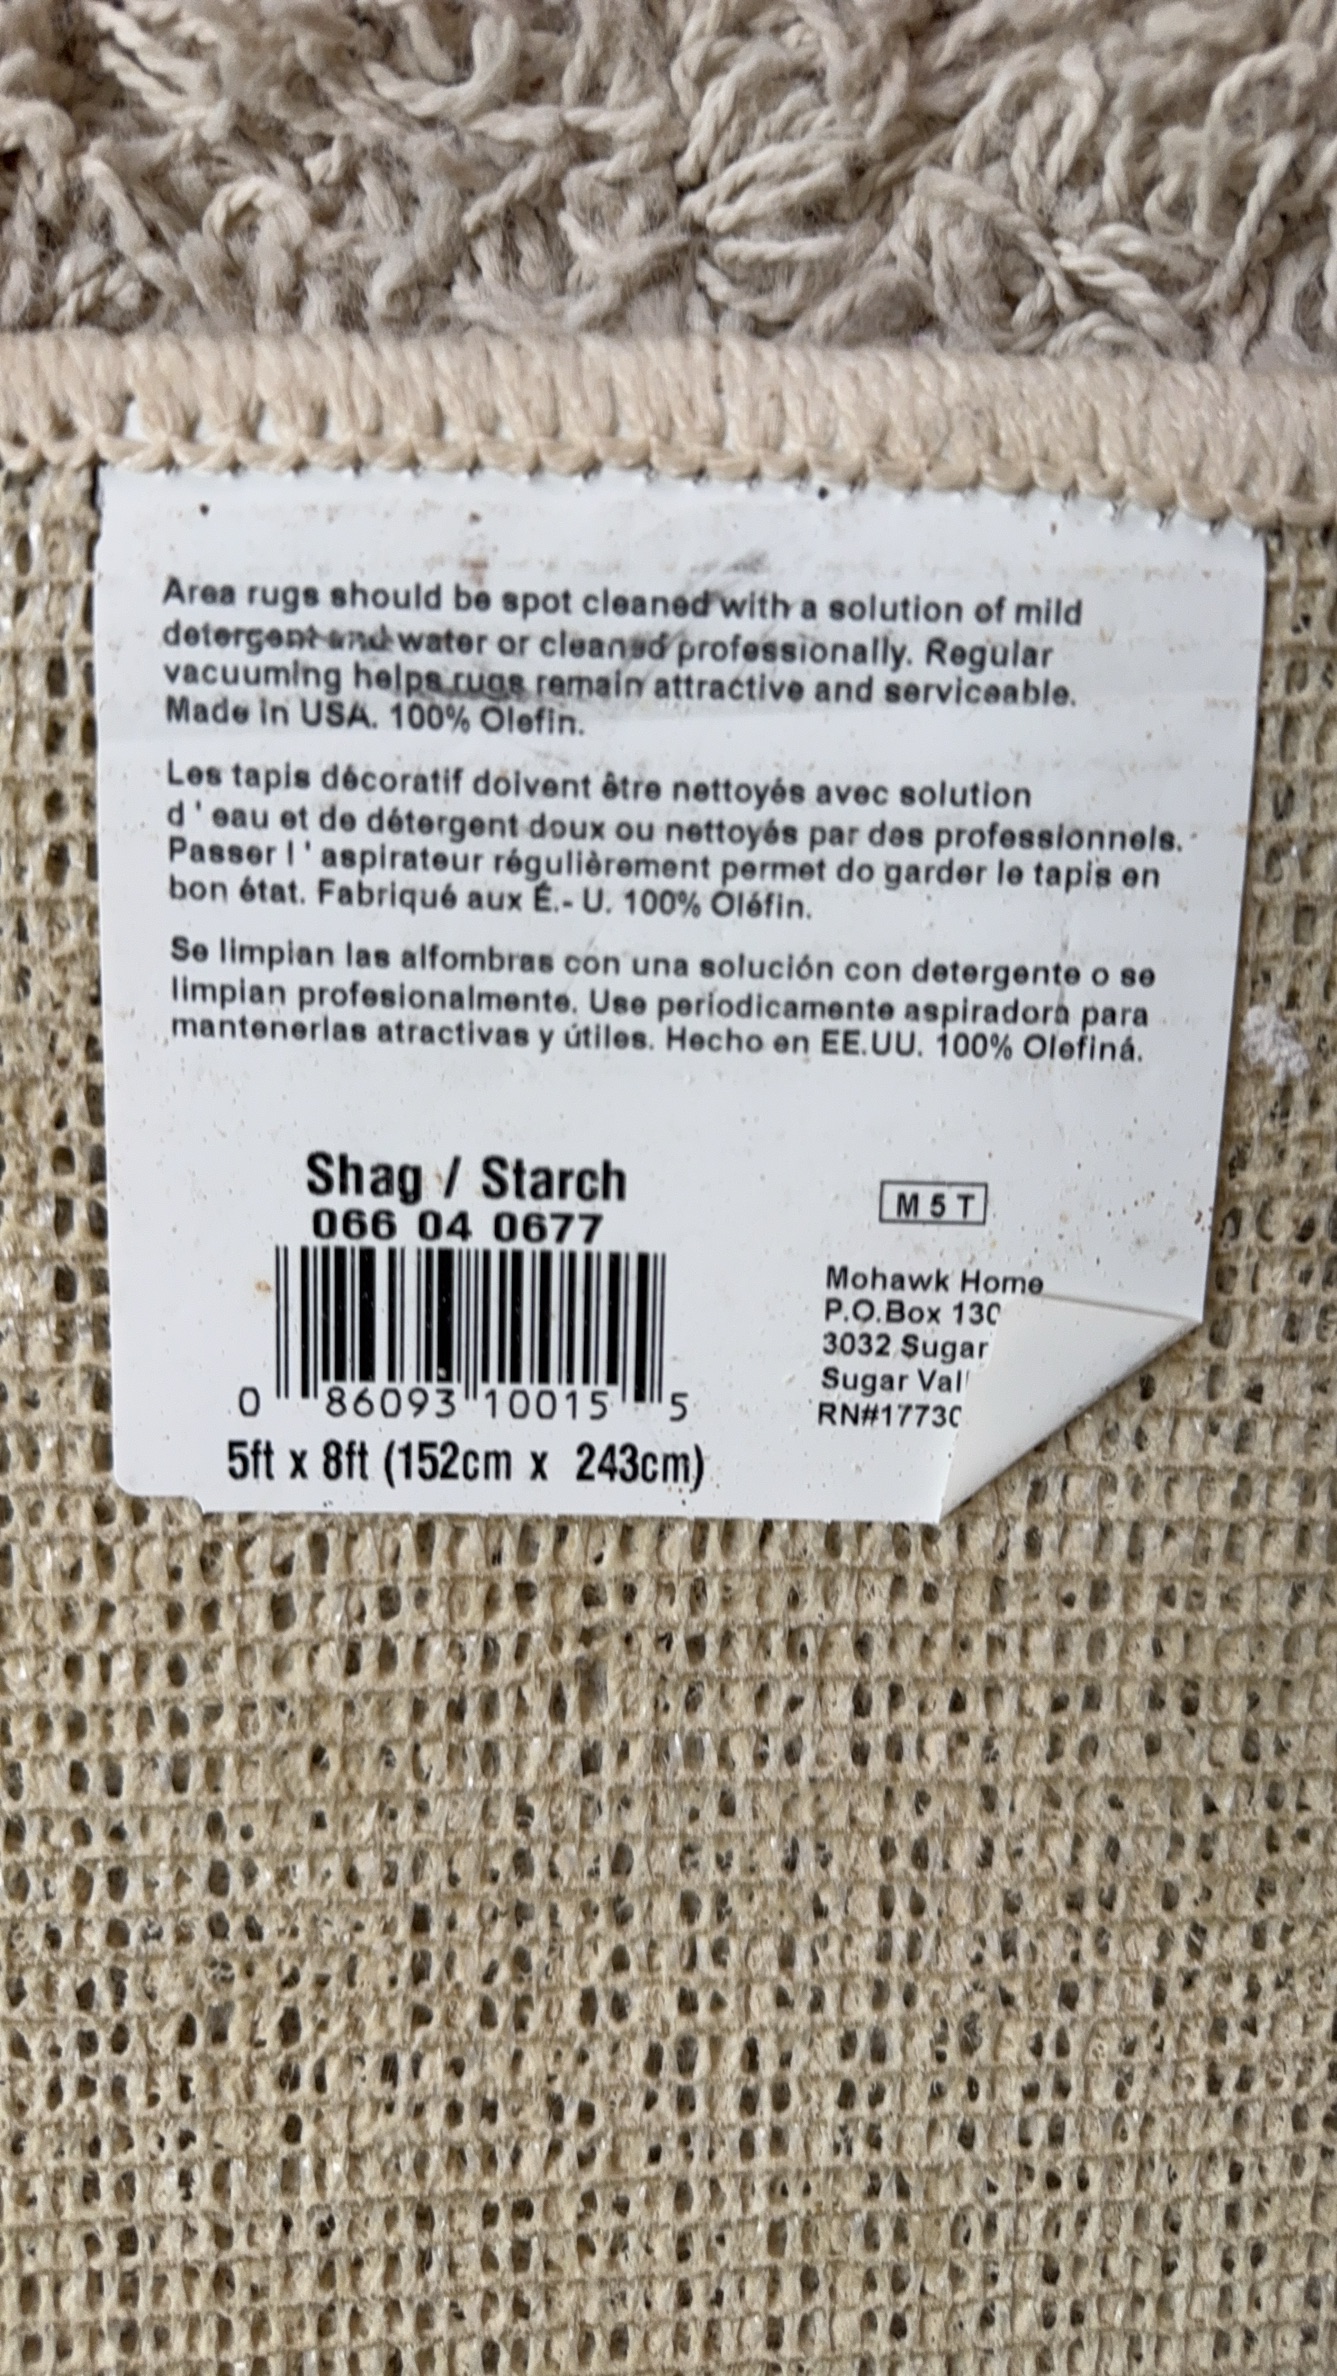 Area rugs should be spot cleaned with a solution of mild
detergent and water or cleaned professionally. Regular
vacuuming helps rugs remain attractive and serviceable.
Made in USA. 100% Olefin.
Les tapis décoratif doivent être nettoyés avec solution
d ' eau et de détergent doux ou nettoyés par des professionnels.
Passer l ' aspirateur régulièrement permet do garder le tapis en
bon état. Fabriqué aux É.- U. 100% Oléfin.
Se limpian las alfombras con una solución con detergente o se
limpian profesionalmente. Use periodicamente aspiradora para
mantenerlas atractivas y útiles. Hecho en EE.UU. 100% Olefiná.
Shag / Starch
066 04 0677
0 86093 10015 5
5ft x 8ft (152cm x 243cm)
M 5 T
Mohawk Home
P.O.Box 130
3032 Sugar
Sugar
RN#1773